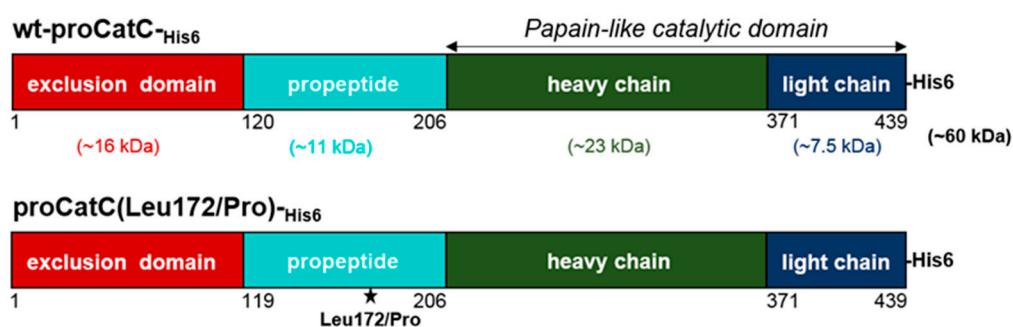 wt-proCatC-His6
Papain-like catalytic domain
exclusion domain propeptide heavy chain light chain -His6
1 120 206 371 439
(~16 kDa) (~11 kDa) (~23 kDa) (~7.5 kDa) (~60 kDa)
proCatC(Leu172/Pro)-His6
exclusion domain propeptide heavy chain light chain -His6
1 119 206 371 439
Leu172/Pro